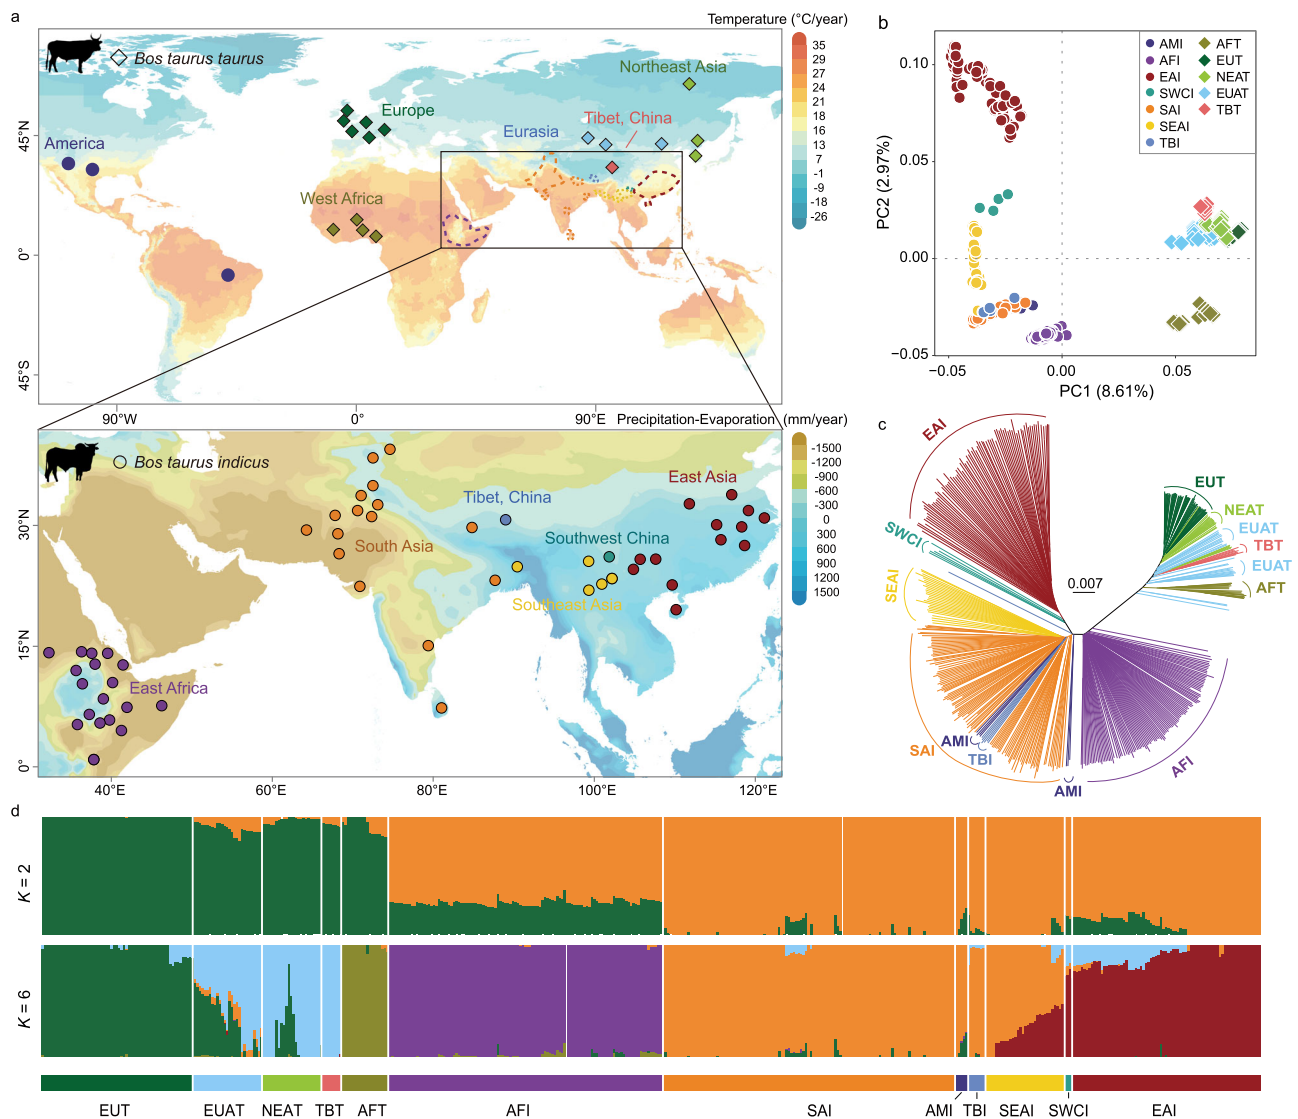 a
Temperature (°C/year)
Bos taurus taurus
Northeast Asia
Europe
Tibet, China
Eurasia
America
West Africa
45°N
0°
45°S
90°W
0°
90°E
35
29
27
24
21
18
16
13
7
-1
-9
-18
-26
Precipitation-Evaporation (mm/year)
Bos taurus indicus
East Asia
Tibet, China
Southwest China
South Asia
Southeast Asia
East Africa
30°N
15°N
0°
40°E
60°E
80°E
100°E
120°E
-1500
-1200
-900
-600
-300
0
300
600
900
1200
1500
b
AMI
AFI
EAI
SWCI
SAI
SEAI
TBI
AFT
EUT
NEAT
EUAT
TBT
PC2 (2.97%)
0.10
0.05
0.00
−0.05
−0.05
0.00
0.05
PC1 (8.61%)
c
EAI
EUT
NEAT
EUAT
TBT
EUAT
AFT
SWCI
SEAI
0.007
SAI
AMI
TBI
AMI
AFI
d
K = 2
K = 6
EUT
EUAT
NEAT
TBT
AFT
AFI
SAI
AMI
TBI
SEAI
SWCI
EAI